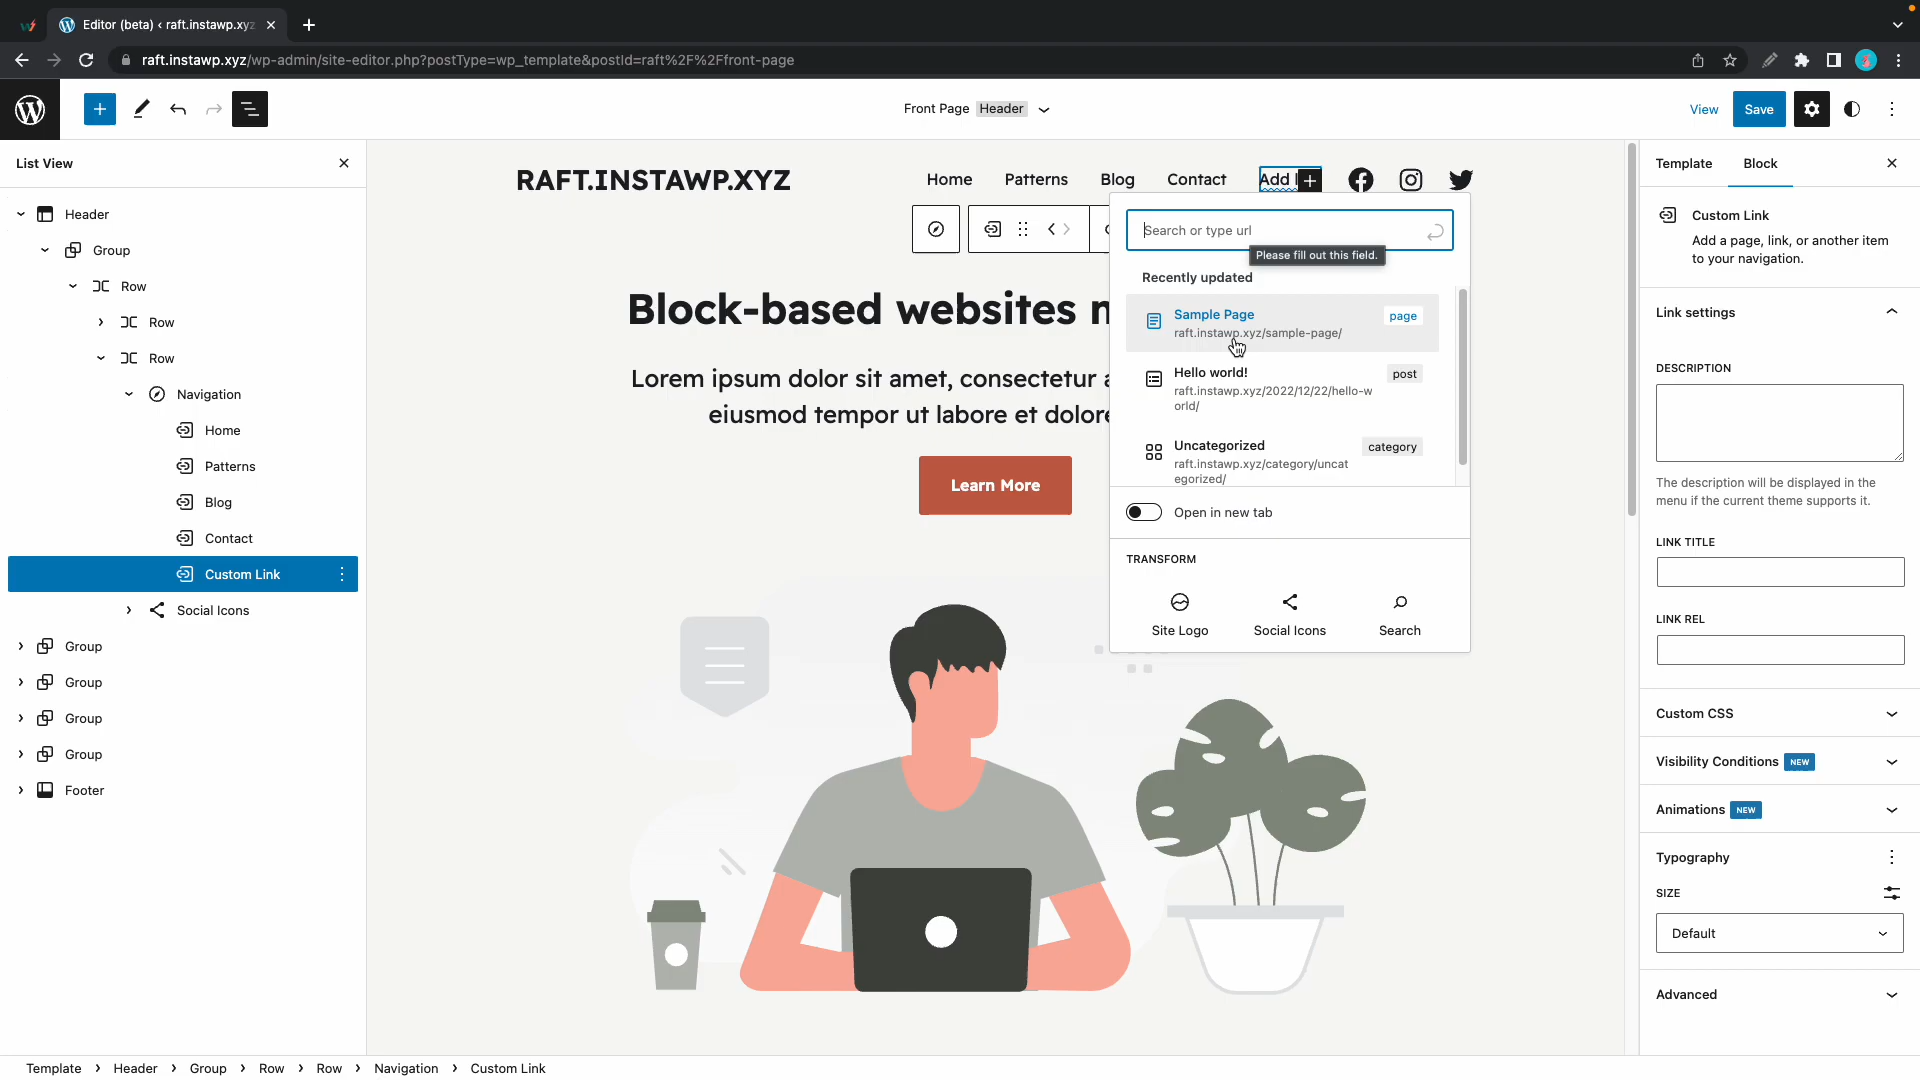 Editor (beta) ‹ raft.instawp.xyz
raft.instawp.xyz/wp-admin/site-editor.php?postType=wp_template&postId=raft%2F%2Ffront-page
Front Page Header
View
Save
List View
Header
Group
Row
Row
Row
Navigation
Home
Patterns
Blog
Contact
Custom Link
Social Icons
Group
Group
Group
Group
Footer
RAFT.INSTAWP.XYZ
Home
Patterns
Blog
Contact
Add l
Block-based websites
Lorem ipsum dolor sit amet, consectetur
eiusmod tempor ut labore et dolore
Learn More
Search or type url
Please fill out this field.
Recently updated
Sample Page
page
raft.instawp.xyz/sample-page/
Hello world!
post
raft.instawp.xyz/2022/12/22/hello-w
orld/
Uncategorized
category
raft.instawp.xyz/category/uncat
egorized/
Open in new tab
TRANSFORM
Site Logo
Social Icons
Search
Template
Block
Custom Link
Add a page, link, or another item
to your navigation.
Link settings
DESCRIPTION
The description will be displayed in the
menu if the current theme supports it.
LINK TITLE
LINK REL
Custom CSS
Visibility Conditions NEW
Animations NEW
Typography
SIZE
Default
Advanced
Template › Header › Group › Row › Row › Navigation › Custom Link